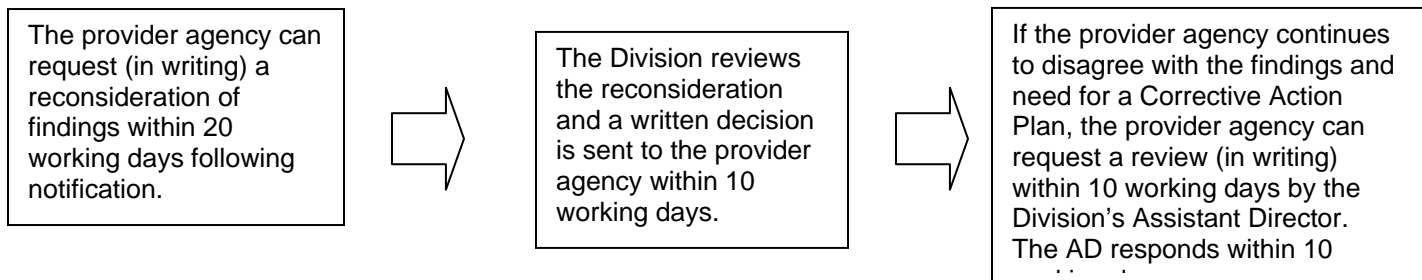 The provider agency can
request (in writing) a
reconsideration of
findings within 20
working days following
notification.
The Division reviews
the reconsideration
and a written decision
is sent to the provider
agency within 10
working days.
If the provider agency continues
to disagree with the findings and
need for a Corrective Action
Plan, the provider agency can
request a review (in writing)
within 10 working days by the
Division’s Assistant Director.
The AD responds within 10